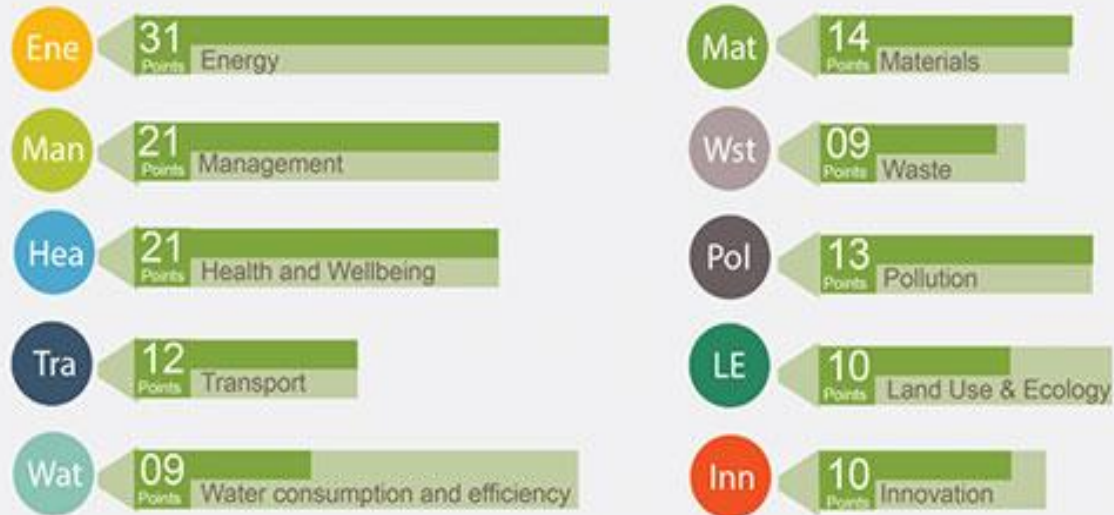 Ene
31
Points
Energy
Man
21
Points
Management
Hea
21
Points
Health and Wellbeing
Tra
12
Points
Transport
Wat
09
Points
Water consumption and efficiency
Mat
14
Points
Materials
Wst
09
Points
Waste
Pol
13
Points
Pollution
LE
10
Points
Land Use & Ecology
Inn
10
Points
Innovation